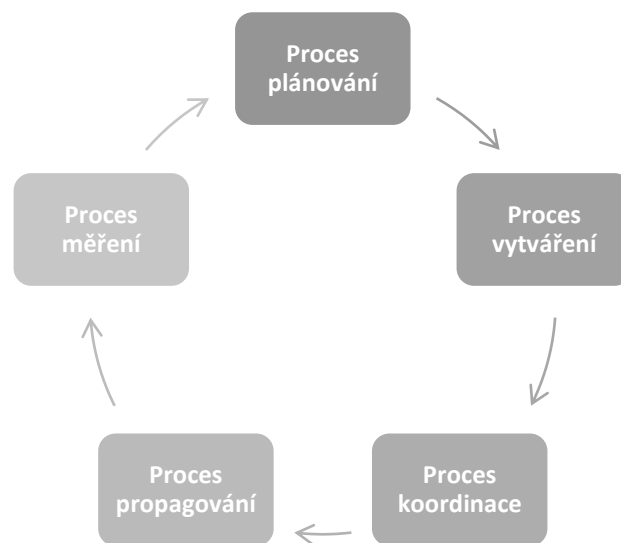 Proces
plánování
Proces
vytváření
Proces
koordinace
Proces
propagování
Proces
měření